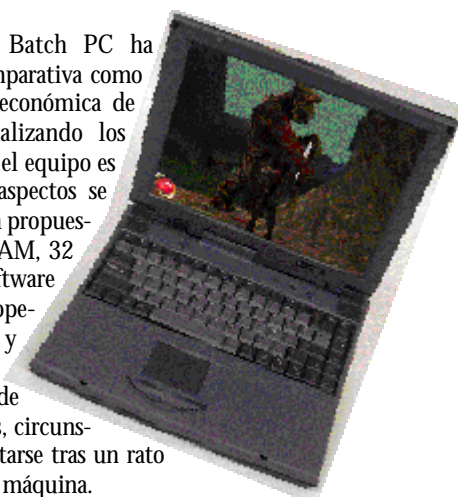 Batch PC ha
mparativa como
económica de
alizando los
el equipo es
aspectos se
n propues-
AM, 32
ftware
ope-
y
de
s, circuns-
tarse tras un rato
máquina.